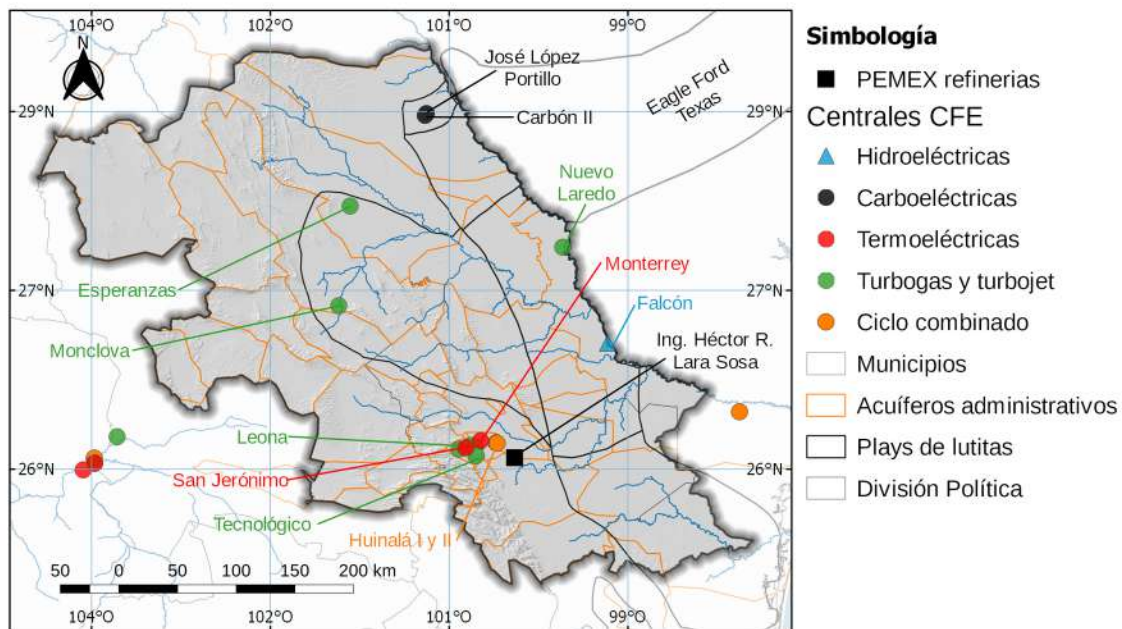 104°O
102°O
101°O
99°O
N
José López
Portillo
29°N
29°N
Carbón II
Eagle Ford
Texas
Nuevo
Laredo
Monterrey
27°N
27°N
Esperanzas
Falcón
Monclova
Ing. Héctor R.
Lara Sosa
Leona
26°N
26°N
San Jerónimo
Tecnológico
Huinalá I y II
50 0 50 100 150 200 km
104°O
102°O
101°O
99°O
Simbología
PEMEX refinerias
Centrales CFE
Hidroeléctricas
Carboeléctricas
Termoeléctricas
Turbogas y turbojet
Ciclo combinado
Municipios
Acuíferos administrativos
Plays de lutitas
División Política